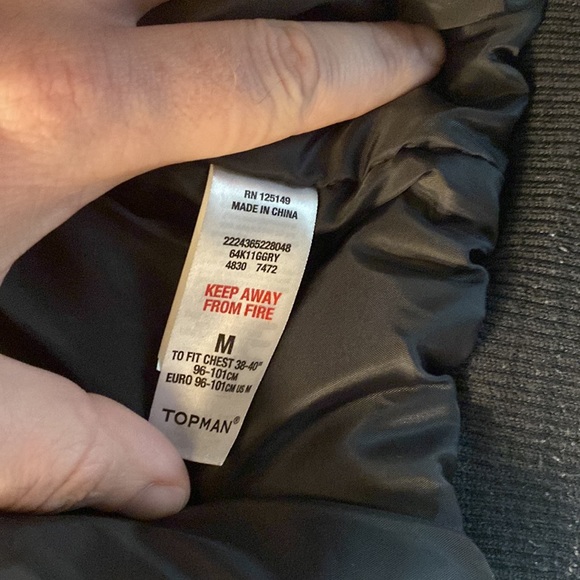 RN 125149
MADE IN CHINA
2224365228048
64K11GGRY
4830 7472
KEEP AWAY
FROM FIRE
M
TO FIT CHEST 38-40"
96-101CM
EURO 96-101CM US M
TOPMAN®